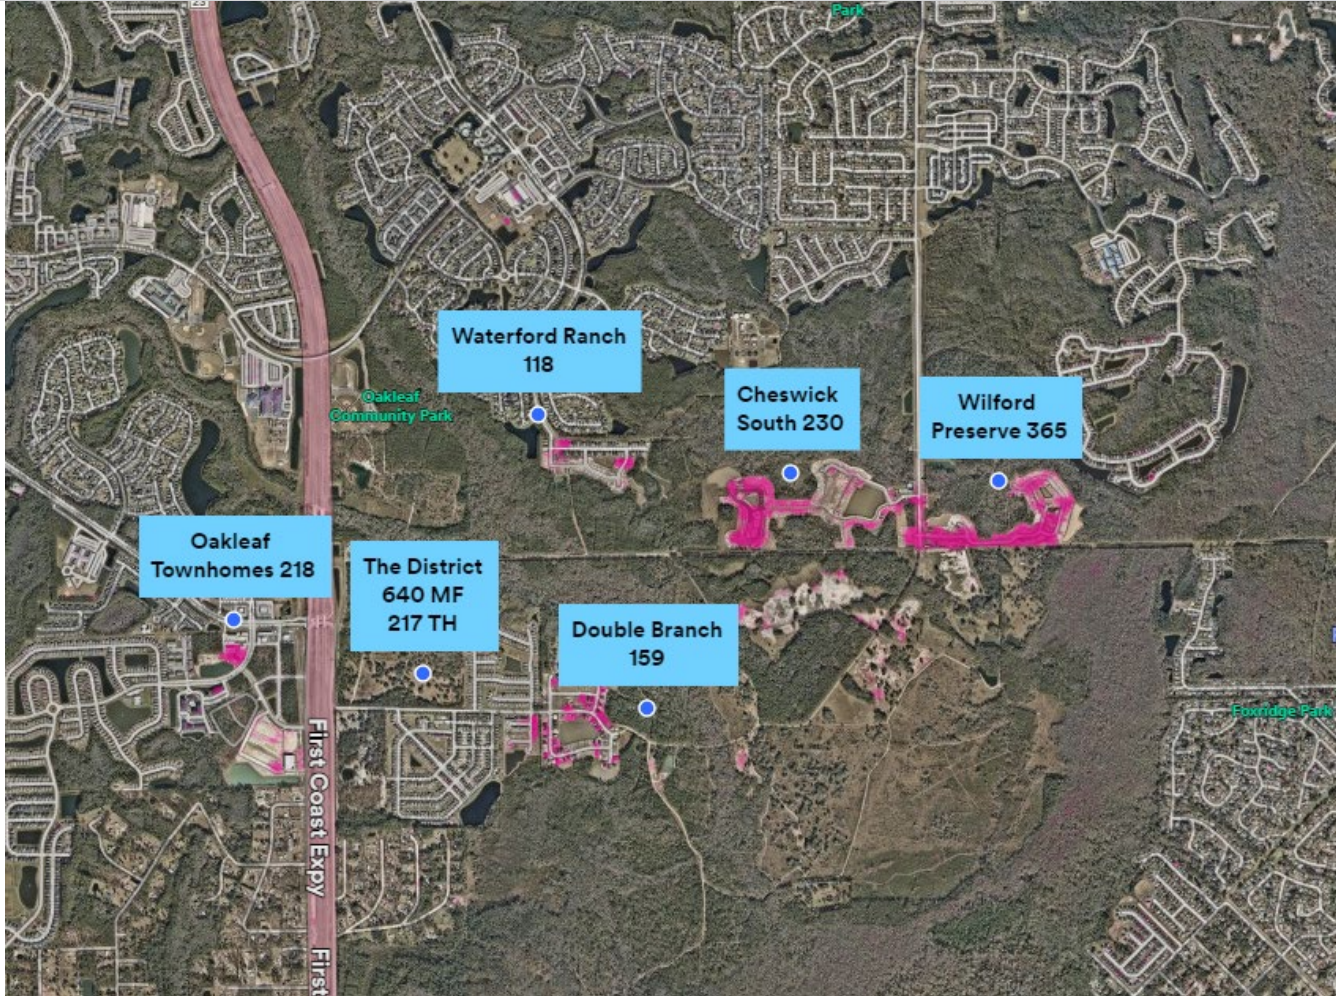 23
Park
Waterford Ranch
118
Oakleaf
Community Park
Cheswick
South 230
Wilford
Preserve 365
Oakleaf
Townhomes 218
The District
640 MF
217 TH
Double Branch
159
Foxridge Park
First Coast Expy
First